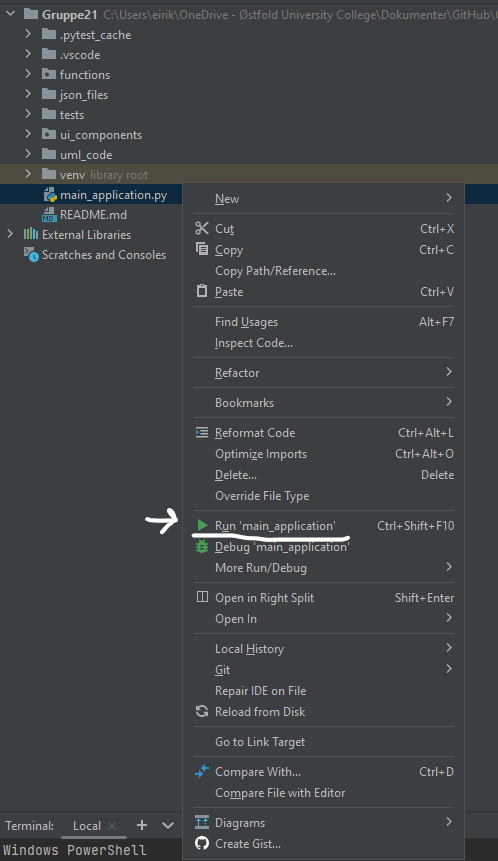 Gruppe21 C:\Users\eirik\OneDrive - Østfold University College\Dokumenter\GitHub\
.pytest_cache
.vscode
functions
json_files
tests
ui_components
uml_code
venv library root
main_application.py
README.md
External Libraries
Scratches and Consoles
New
Cut Ctrl+X
Copy Ctrl+C
Copy Path/Reference...
Paste Ctrl+V
Find Usages Alt+F7
Inspect Code...
Refactor
Bookmarks
Reformat Code Ctrl+Alt+L
Optimize Imports Ctrl+Alt+O
Delete... Delete
Override File Type
Run 'main_application' Ctrl+Shift+F10
Debug 'main_application'
More Run/Debug
Open in Right Split Shift+Enter
Open In
Local History
Git
Repair IDE on File
Reload from Disk
Go to Link Target
Compare With... Ctrl+D
Compare File with Editor
Diagrams
Create Gist...
Terminal: Local
Windows PowerShell